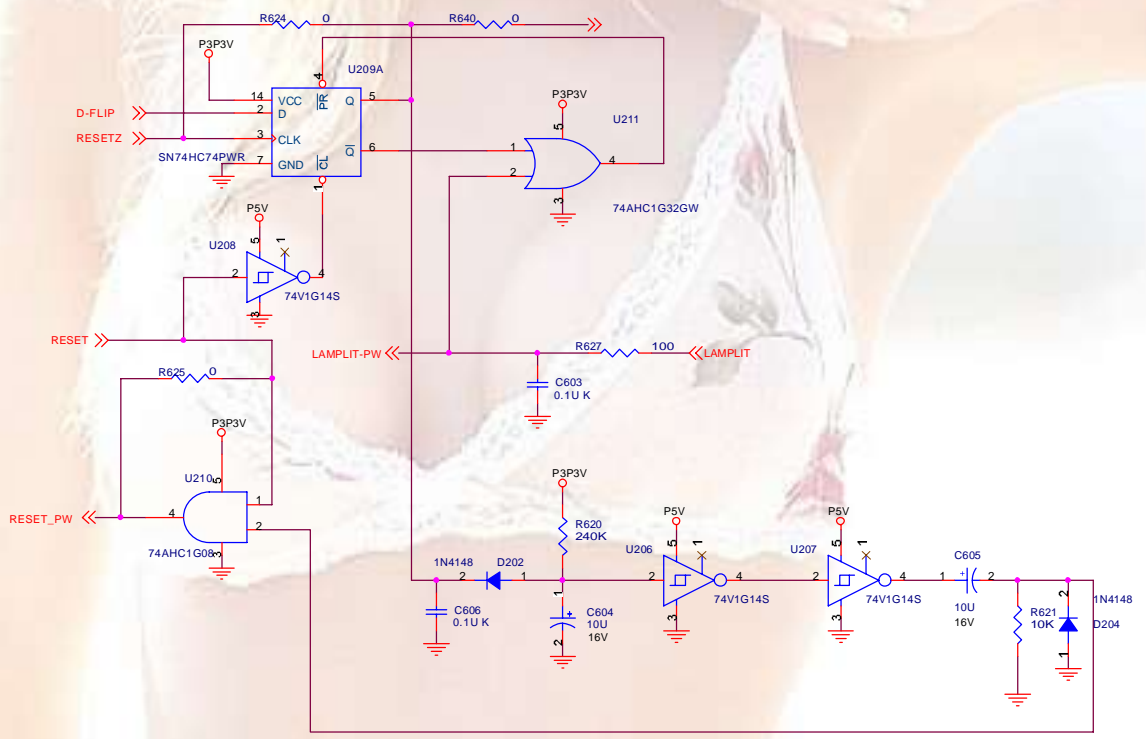 R624 0
R640 0
P3P3V
4
U209A
14 VCC PR Q 5
D-FLIP 2 D
RESETZ 3 CLK
QI 6
SN74HC74PWR 7 GND CL
1
P3P3V
5
U211
1
2
4
3
74AHC1G32GW
P5V
U208
5
1
2
4
3
74V1G14S
RESET
R625 0
LAMPLIT-PW
R627 100
LAMPLIT
C603
0.1U K
P3P3V
U210
5
1
2
4
3
RESET_PW
74AHC1G08
P3P3V
R620
240K
1N4148
2
D202
1
C606
0.1U K
1
C604
10U
16V
2
P5V
U206
5
1
2
4
3
74V1G14S
P5V
U207
5
1
2
4
3
74V1G14S
C605
1
+
2
10U
16V
R621
10K
2
1N4148
D204
1